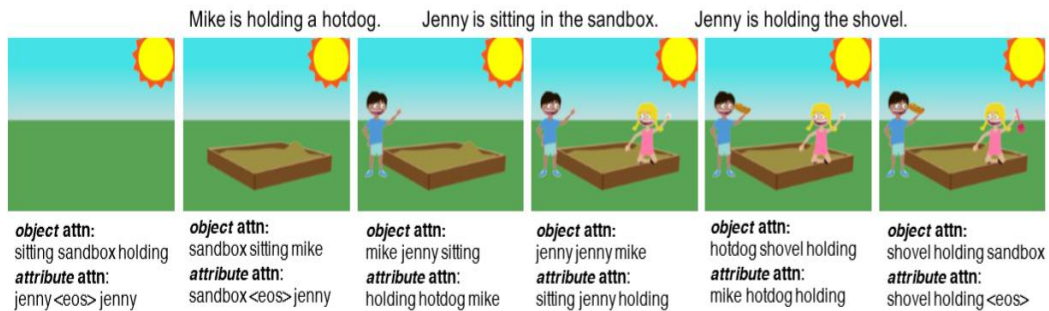 Mike is holding a hotdog. Jenny is sitting in the sandbox. Jenny is holding the shovel.
object attn:
sitting sandbox holding
attribute attn:
jenny <eos> jenny
object attn:
sandbox sitting mike
attribute attn:
sandbox <eos> jenny
object attn:
mike jenny sitting
attribute attn:
holding hotdog mike
object attn:
jenny jenny mike
attribute attn:
sitting jenny holding
object attn:
hotdog shovel holding
attribute attn:
mike hotdog holding
object attn:
shovel holding sandbox
attribute attn:
shovel holding <eos>